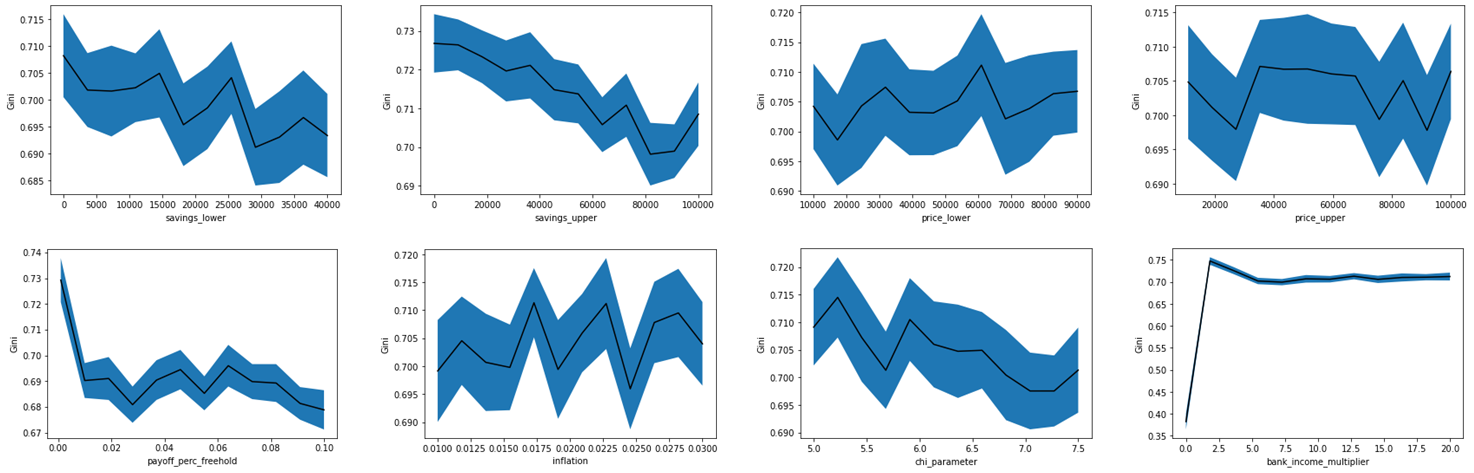 0.715
0.710
0.705
0.700
0.695
0.690
0.685
Gini
0 5000 10000 15000 20000 25000 30000 35000 40000
savings_lower
0.73
0.72
0.71
0.70
0.69
Gini
0 20000 40000 60000 80000 100000
savings_upper
0.720
0.715
0.710
0.705
0.700
0.695
0.690
Gini
10000 20000 30000 40000 50000 60000 70000 80000 90000
price_lower
0.715
0.710
0.705
0.700
0.695
0.690
Gini
20000 40000 60000 80000 100000
price_upper
0.74
0.73
0.72
0.71
0.70
0.69
0.68
0.67
Gini
0.00 0.02 0.04 0.06 0.08 0.10
payoff_perc_freehold
0.720
0.715
0.710
0.705
0.700
0.695
0.690
Gini
0.0100 0.0125 0.0150 0.0175 0.0200 0.0225 0.0250 0.0275 0.0300
inflation
0.720
0.715
0.710
0.705
0.700
0.695
0.690
Gini
5.0 5.5 6.0 6.5 7.0 7.5
chi_parameter
0.75
0.70
0.65
0.60
0.55
0.50
0.45
0.40
0.35
Gini
0.0 2.5 5.0 7.5 10.0 12.5 15.0 17.5 20.0
bank_income_multiplier